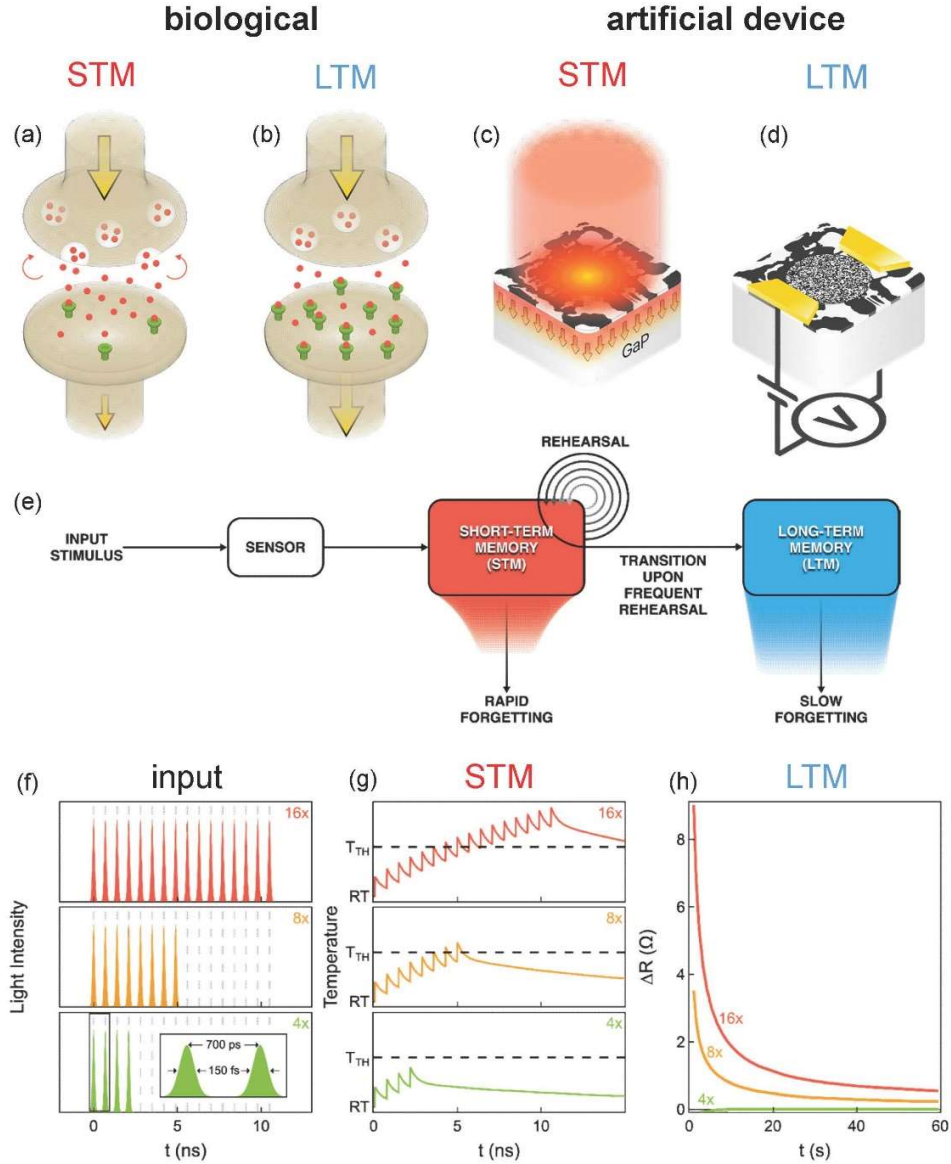 biological
artificial device
STM
LTM
STM
LTM
(a)
(b)
(c)
(d)
GaP
V
(e)
REHEARSAL
INPUT
STIMULUS
SENSOR
SHORT-TERM
MEMORY
(STM)
TRANSITION
UPON
FREQUENT
REHEARSAL
LONG-TERM
MEMORY
(LTM)
RAPID
FORGETTING
SLOW
FORGETTING
(f)
input
(g)
STM
(h)
LTM
Light Intensity
16x
8x
4x
700 ps
150 fs
0
5
10
t (ns)
Temperature
16x
T_TH
RT
8x
T_TH
RT
4x
T_TH
RT
0
5
10
t (ns)
ΔR (Ω)
8
6
4
2
0
16x
8x
4x
0
20
40
60
t (s)